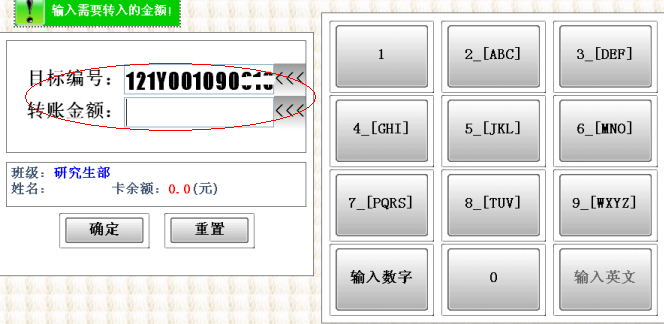 输入需要转入的金额!
目标编号:
<<<
转账金额:
<<<
班级:研究生部
姓名: 卡余额:0.0(元)
确定 重置
1 2_[ABC] 3_[DEF]
4_[GHI] 5_[JKL] 6_[MNO]
7_[PQRS] 8_[TUV] 9_[WXYZ]
输入数字 0 输入英文